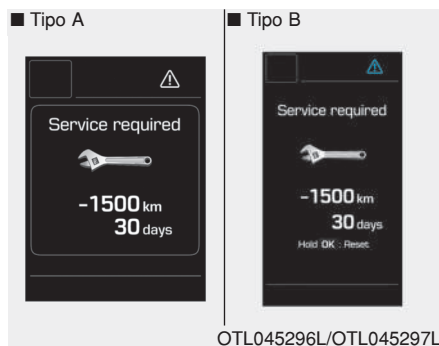 ■ Tipo A
Service required
-1500 km
30 days
■ Tipo B
Service required
-1500 km
30 days
Hold OK : Reset
OTL045296L/OTL045297L